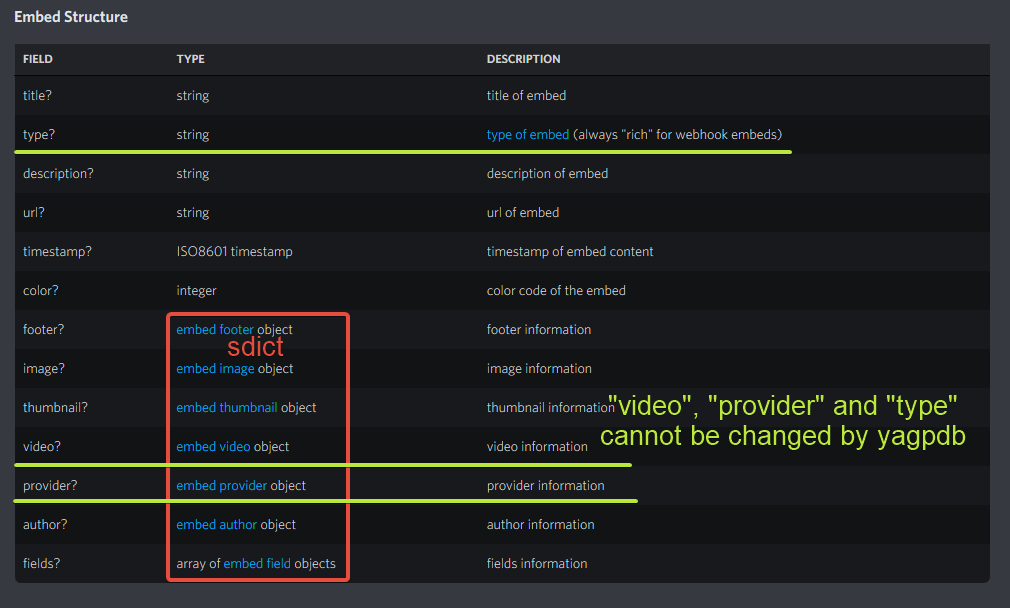 Embed Structure
FIELD TYPE DESCRIPTION
title? string title of embed
type? string type of embed (always "rich" for webhook embeds)
description? string description of embed
url? string url of embed
timestamp? ISO8601 timestamp timestamp of embed content
color? integer color code of the embed
footer? embed footer object footer information
sdict
image? embed image object image information
thumbnail? embed thumbnail object thumbnail information
"video", "provider" and "type"
cannot be changed by yagpdb
video? embed video object video information
provider? embed provider object provider information
author? embed author object author information
fields? array of embed field objects fields information